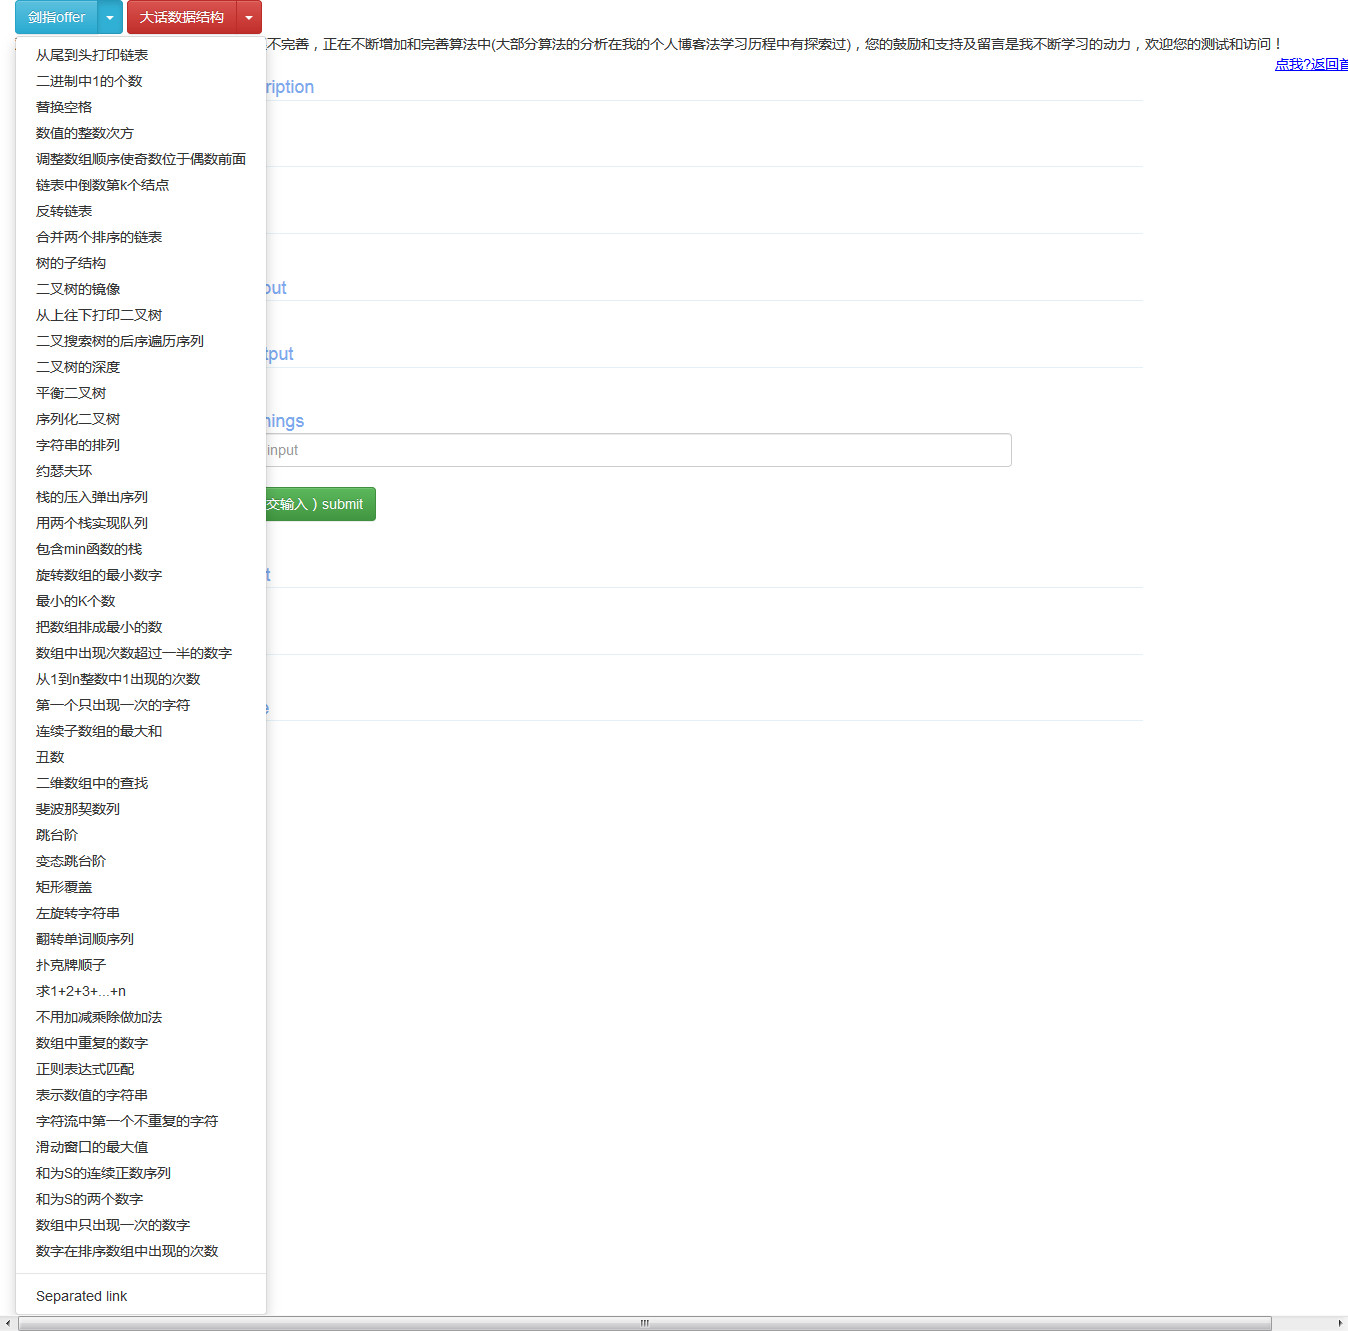 剑指offer 大话数据结构
不完善，正在不断增加和完善算法中(大部分算法的分析在我的个人博客法学习历程中有探索过)，您的鼓励和支持及留言是我不断学习的动力，欢迎您的测试和访问！
点我?返回首
从尾到头打印链表
二进制中1的个数
替换空格
数值的整数次方
调整数组顺序使奇数位于偶数前面
链表中倒数第k个结点
反转链表
合并两个排序的链表
树的子结构
二叉树的镜像
从上往下打印二叉树
二叉搜索树的后序遍历序列
二叉树的深度
平衡二叉树
序列化二叉树
字符串的排列
约瑟夫环
栈的压入弹出序列
用两个栈实现队列
包含min函数的栈
旋转数组的最小数字
最小的K个数
把数组排成最小的数
数组中出现次数超过一半的数字
从1到n整数中1出现的次数
第一个只出现一次的字符
连续子数组的最大和
丑数
二维数组中的查找
斐波那契数列
跳台阶
变态跳台阶
矩形覆盖
左旋转字符串
翻转单词顺序列
扑克牌顺子
求1+2+3+...+n
不用加减乘除做加法
数组中重复的数字
正则表达式匹配
表示数值的字符串
字符流中第一个不重复的字符
滑动窗口的最大值
和为S的连续正数序列
和为S的两个数字
数组中只出现一次的数字
数字在排序数组中出现的次数
Separated link
ription
out
tput
nings
input
交输入 ) submit
t
e